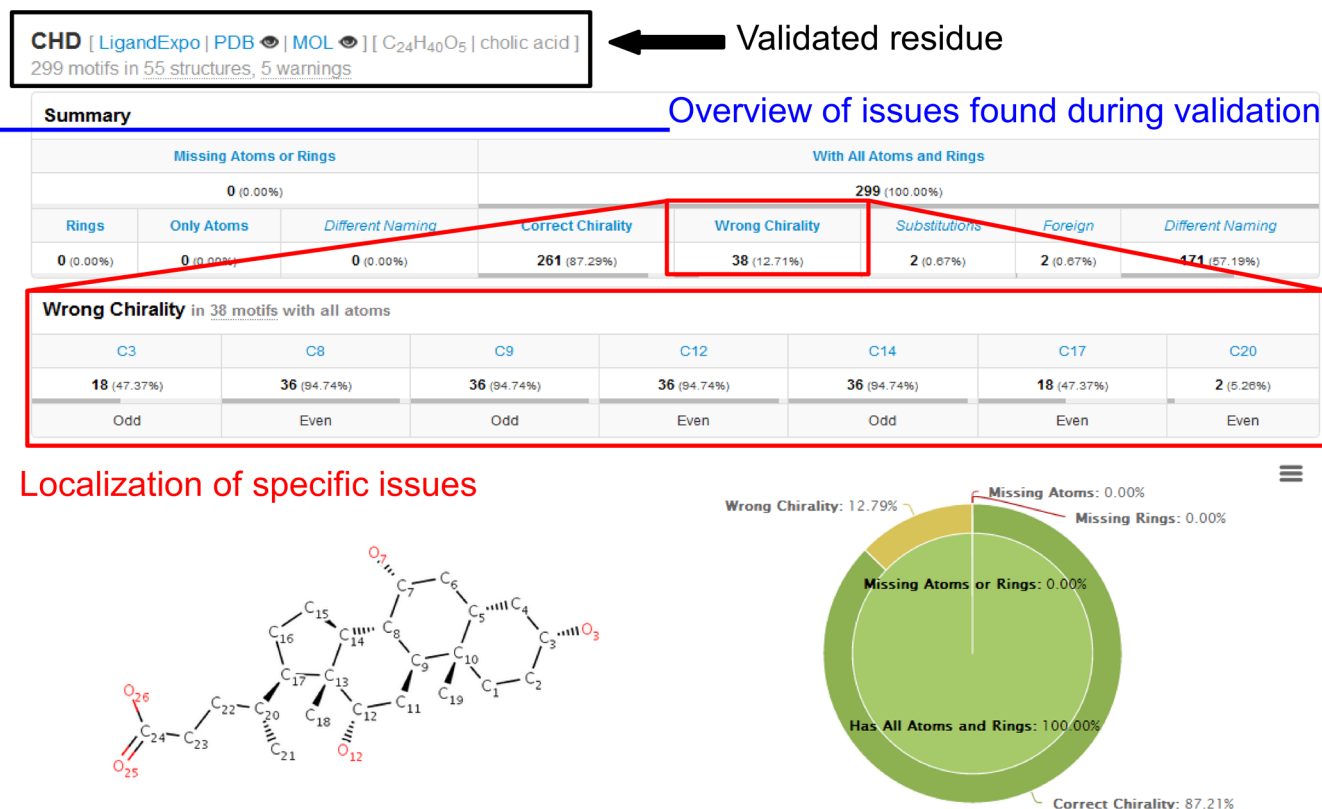 CHD [ LigandExpo | PDB | MOL ] [ C24H40O5 | cholic acid ]
299 motifs in 55 structures, 5 warnings
Validated residue
Summary
Overview of issues found during validation
Missing Atoms or Rings
With All Atoms and Rings
0 (0.00%)
299 (100.00%)
Rings Only Atoms Different Naming Correct Chirality Wrong Chirality Substitutions Foreign Different Naming
0 (0.00%) 0 (0.00%) 0 (0.00%) 261 (87.29%) 38 (12.71%) 2 (0.67%) 2 (0.67%) 171 (57.19%)
Wrong Chirality in 38 motifs with all atoms
C3 C8 C9 C12 C14 C17 C20
18 (47.37%) 36 (94.74%) 36 (94.74%) 36 (94.74%) 36 (94.74%) 18 (47.37%) 2 (5.26%)
Odd Even Odd Even Odd Even Even
Localization of specific issues
O7
C7 C6
C15 C5 C4
C16 C14 C8 C3 O3
C9 C10
C17 C13 C1 C2
O26 C22 C20 C18 C12 C11 C19
C24 C23 C21 O12
O25
Missing Atoms: 0.00%
Wrong Chirality: 12.79%
Missing Rings: 0.00%
Missing Atoms or Rings: 0.00%
Has All Atoms and Rings: 100.00%
Correct Chirality: 87.21%